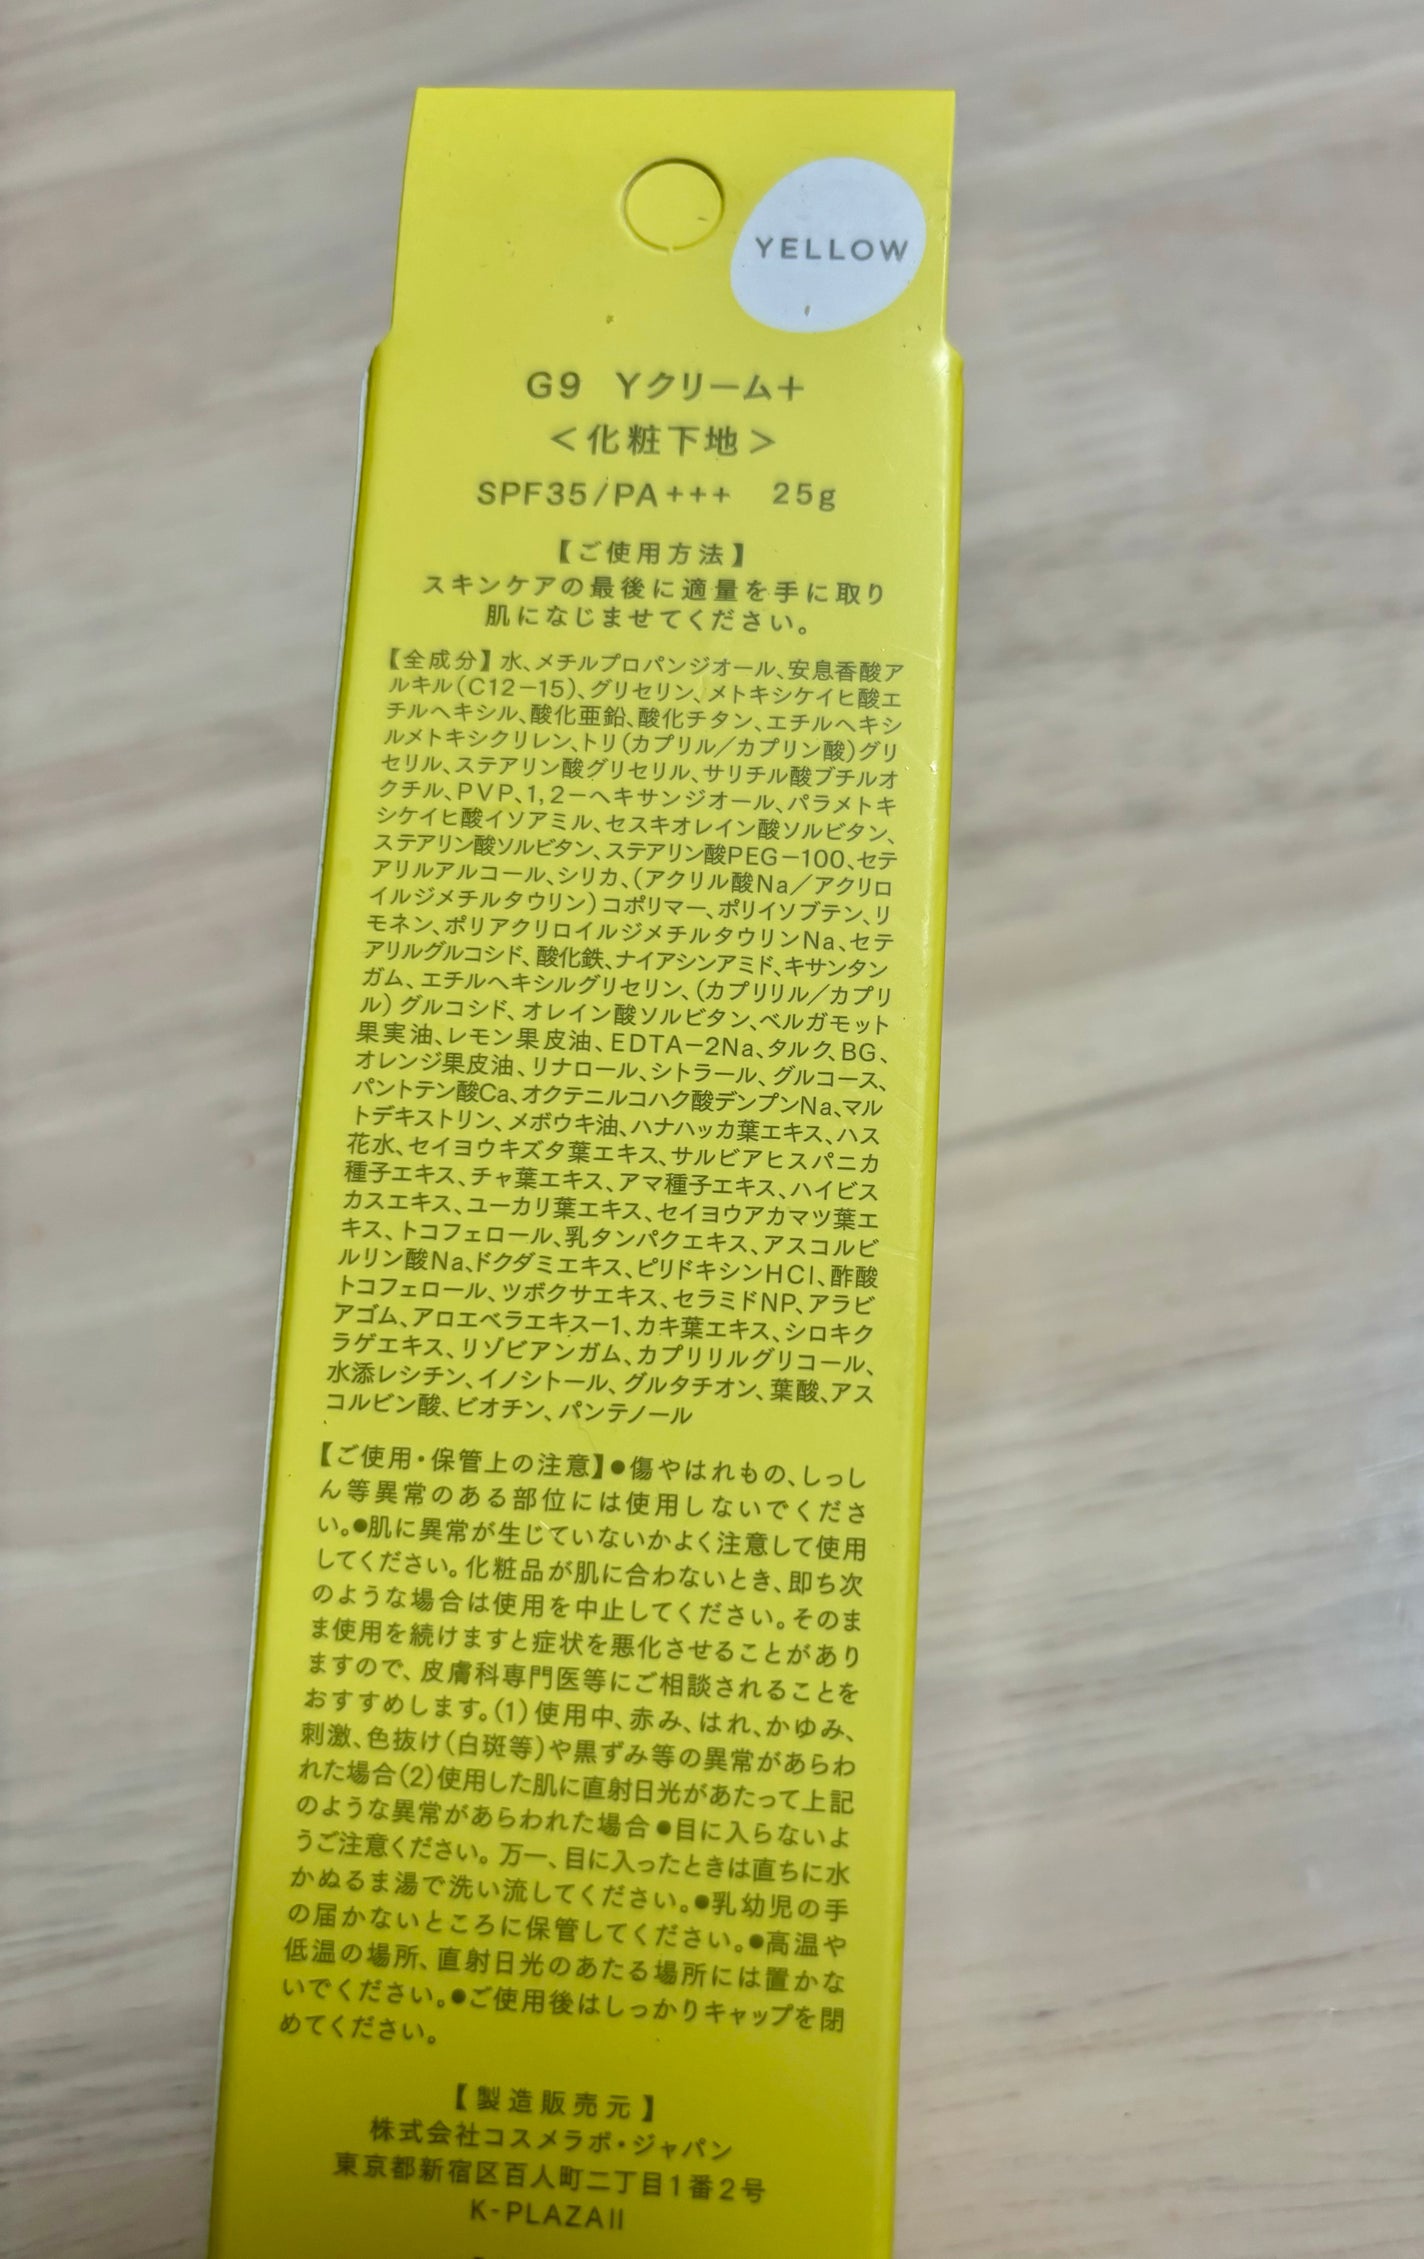 YELLOW
G9 Yクリーム+
＜化粧下地＞
SPF35/PA+++ 25g
【ご使用方法】
スキンケアの最後に適量を手に取り
肌になじませてください。
【全成分】水、メチルプロパンジオール、安息香酸ア
ルキル(C12-15)、グリセリン、メトキシケイヒ酸エ
チルヘキシル、酸化亜鉛、酸化チタン、エチルヘキシ
ルメトキシクリレン、トリ(カプリル/カプリン酸)グリ
セリル、ステアリン酸グリセリル、サリチル酸ブチルオ
クチル、PVP、1,2-ヘキサンジオール、パラメトキ
シケイヒ酸イソアミル、セスキオレイン酸ソルビタン、
ステアリン酸ソルビタン、ステアリン酸PEG-100、セテ
アリルアルコール、シリカ、(アクリル酸Na/アクリロ
イルジメチルタウリン)コポリマー、ポリイソブテン、リ
モネン、ポリアクリロイルジメチルタウリンNa、セテ
アリルグルコシド、酸化鉄、ナイアシンアミド、キサンタン
ガム、エチルヘキシルグリセリン、(カプリリル/カプリ
ル)グルコシド、オレイン酸ソルビタン、ベルガモット
果実油、レモン果皮油、EDTA-2Na、タルク、BG、
オレンジ果皮油、リナロール、シトラール、グルコース、
パントテン酸Ca、オクテニルコハク酸デンプンNa、マル
トデキストリン、メボウキ油、ハナハッカ葉エキス、ハス
花水、セイヨウキズタ葉エキス、サルビアヒスパニカ
種子エキス、チャ葉エキス、アマ種子エキス、ハイビス
カスエキス、ユーカリ葉エキス、セイヨウアカマツ葉エ
キス、トコフェロール、乳タンパクエキス、アスコルビ
ルリン酸Na、ドクダミエキス、ピリドキシンHCl、酢酸
トコフェロール、ツボクサエキス、セラミドNP、アラビ
アゴム、アロエベラエキス-1、カキ葉エキス、シロキク
ラゲエキス、リゾビアンガム、カプリリルグリコール、
水添レシチン、イノシトール、グルタチオン、葉酸、アス
コルビン酸、ビオチン、パンテノール
【ご使用・保管上の注意】●傷やはれもの、しっし
ん等異常のある部位には使用しないでくださ
い。●肌に異常が生じていないかよく注意して使用
してください。化粧品が肌に合わないとき、即ち次
のような場合は使用を中止してください。そのま
ま使用を続けますと症状を悪化させることがあり
ますので、皮膚科専門医等にご相談されることを
おすすめします。(1)使用中、赤み、はれ、かゆみ、
刺激、色抜け(白斑等)や黒ずみ等の異常があらわ
れた場合(2)使用した肌に直射日光があたって上記
のような異常があらわれた場合●目に入らないよ
うご注意ください。万一、目に入ったときは直ちに水
かぬるま湯で洗い流してください。●乳幼児の手
の届かないところに保管してください。●高温や
低温の場所、直射日光のあたる場所には置かな
いでください。●ご使用後はしっかりキャップを閉
めてください。
【製造販売元】
株式会社コスメラボ・ジャパン
東京都新宿区百人町二丁目1番2号
K-PLAZAⅡ